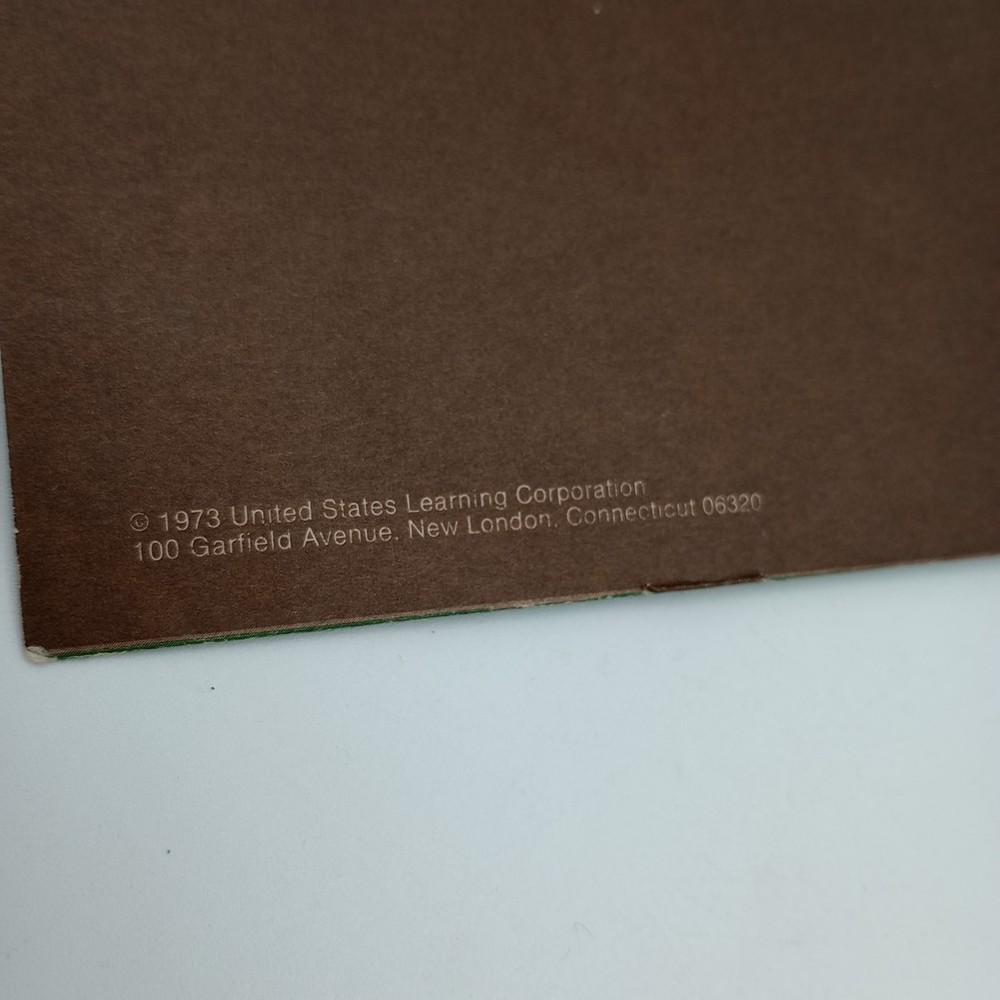 © 1973 United States Learning Corporation
100 Garfield Avenue, New London, Connecticut 06320